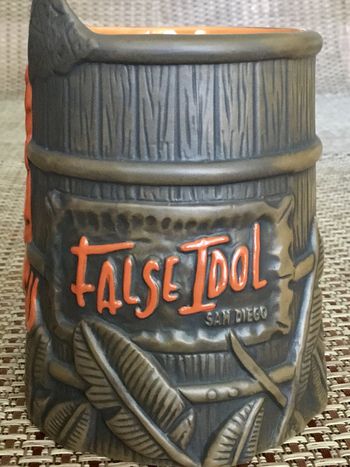 FALSE IDOL
SAN DIEGO